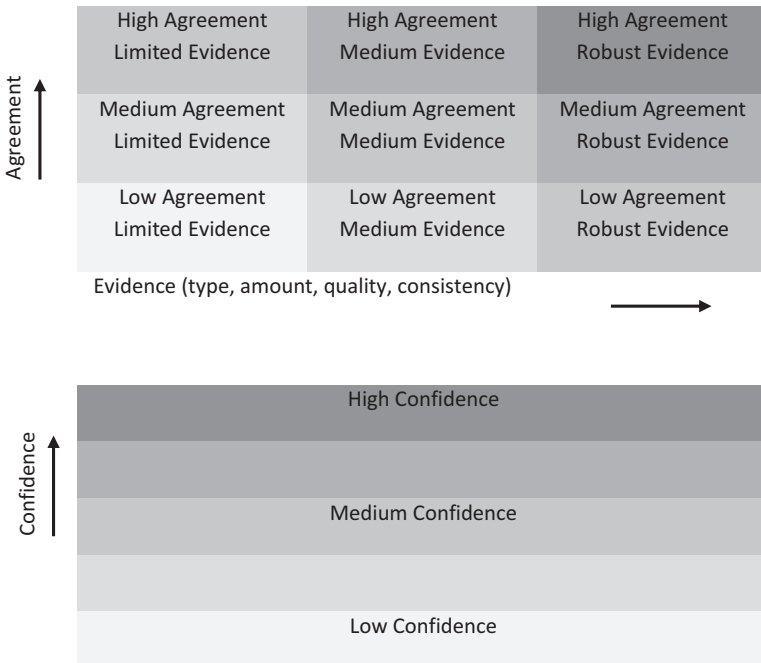 High Agreement
Limited Evidence
High Agreement
Medium Evidence
High Agreement
Robust Evidence
Agreement
Medium Agreement
Limited Evidence
Medium Agreement
Medium Evidence
Medium Agreement
Robust Evidence
Low Agreement
Limited Evidence
Low Agreement
Medium Evidence
Low Agreement
Robust Evidence
Evidence (type, amount, quality, consistency)
High Confidence
Confidence
Medium Confidence
Low Confidence